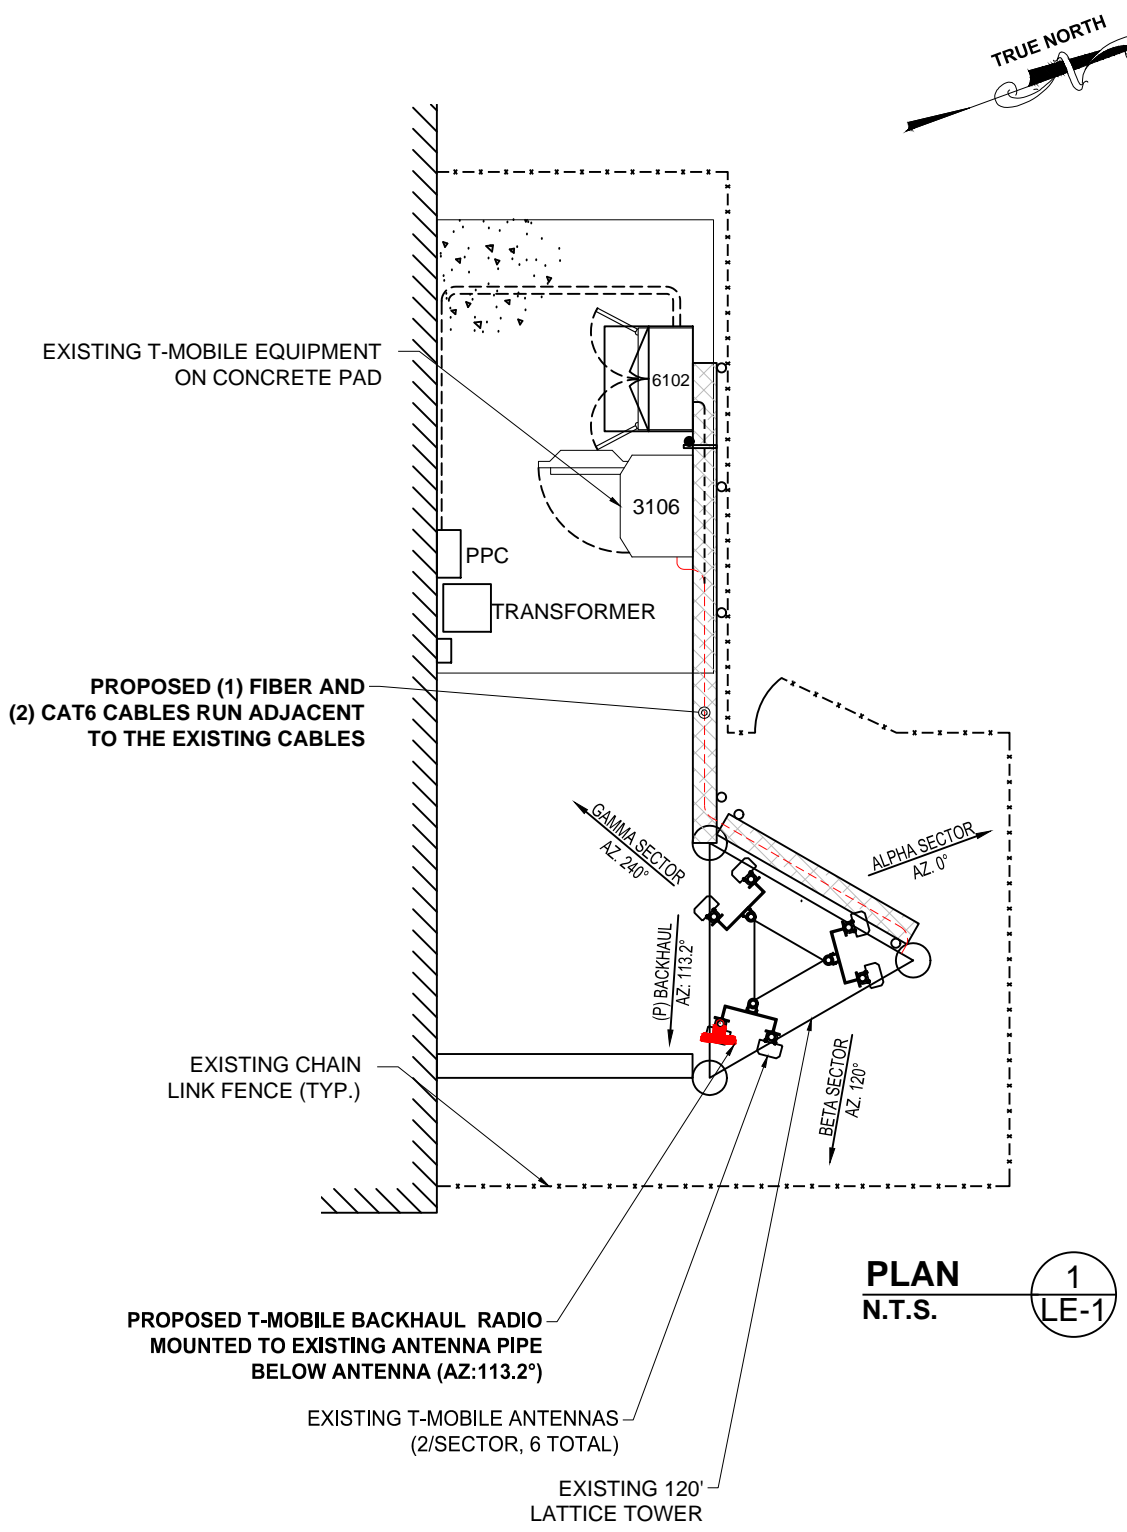 TRUE NORTH
EXISTING T-MOBILE EQUIPMENT
ON CONCRETE PAD
6102
3106
PPC
TRANSFORMER
PROPOSED (1) FIBER AND
(2) CAT6 CABLES RUN ADJACENT
TO THE EXISTING CABLES
GAMMA SECTOR
AZ. 240°
ALPHA SECTOR
AZ. 0°
(P) BACKHAUL
AZ: 113.2°
BETA SECTOR
AZ. 120°
EXISTING CHAIN
LINK FENCE (TYP.)
PLAN
N.T.S.
1
LE-1
PROPOSED T-MOBILE BACKHAUL RADIO
MOUNTED TO EXISTING ANTENNA PIPE
BELOW ANTENNA (AZ:113.2°)
EXISTING T-MOBILE ANTENNAS
(2/SECTOR, 6 TOTAL)
EXISTING 120'
LATTICE TOWER